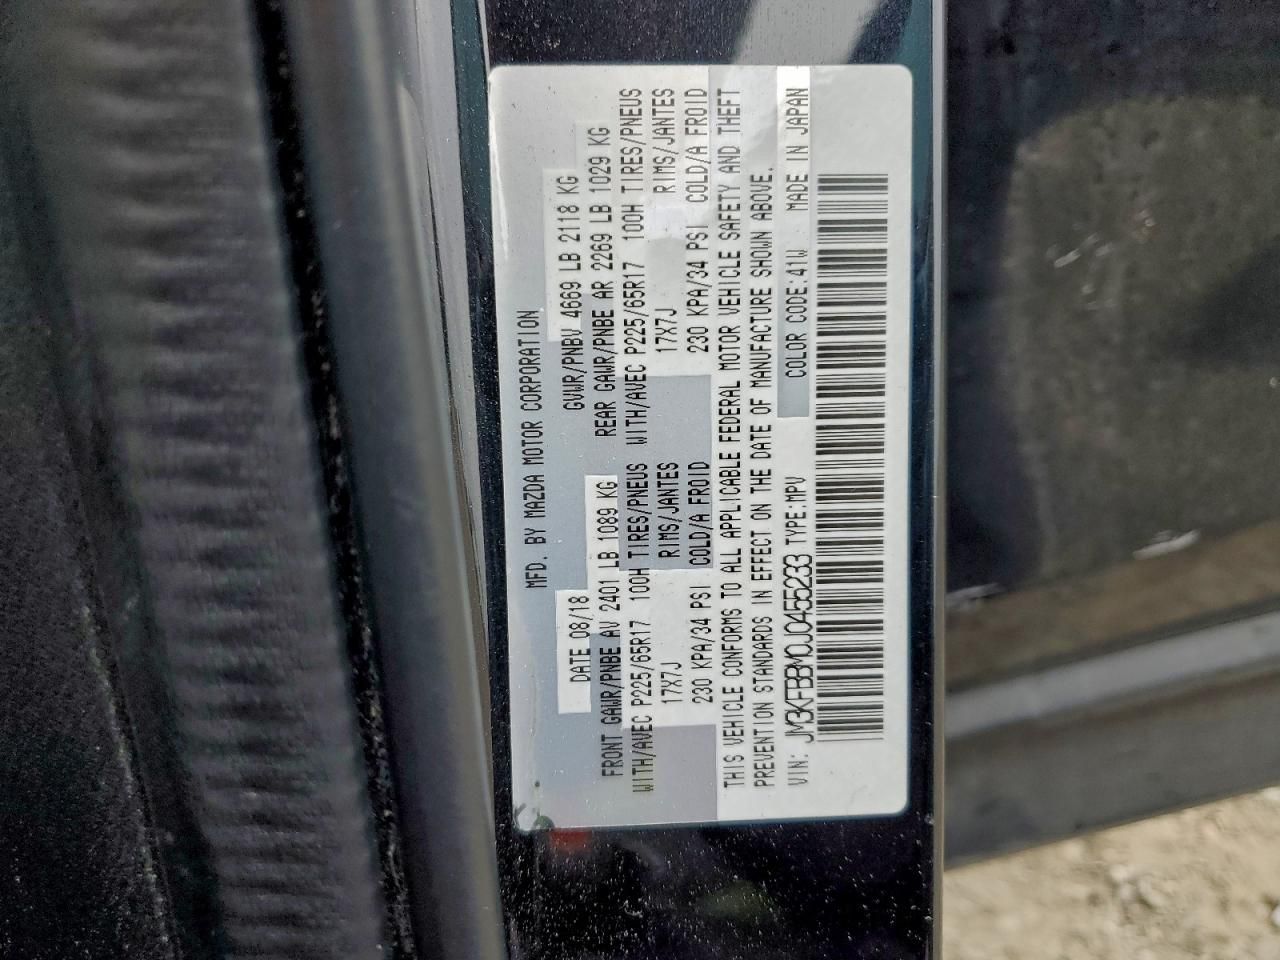 MFD. BY MAZDA MOTOR CORPORATION
DATE 08/18 GVWR/PNBV 4669 LB 2118 KG
FRONT GAWR/PNBE AV 2401 LB 1089 KG REAR GAWR/PNBE AR 2269 LB 1029 KG
WITH/AVEC P225/65R17 100H TIRES/PNEUS WITH/AVEC P225/65R17 100H TIRES/PNEUS
17X7J RIMS/JANTES 17X7J RIMS/JANTES
230 KPA/34 PSI COLD/A FROID 230 KPA/34 PSI COLD/A FROID
THIS VEHICLE CONFORMS TO ALL APPLICABLE FEDERAL MOTOR VEHICLE SAFETY AND THEFT
PREVENTION STANDARDS IN EFFECT ON THE DATE OF MANUFACTURE SHOWN ABOVE.
VIN: JM3KFBBM0J0455233 TYPE:MPV COLOR CODE:41W MADE IN JAPAN